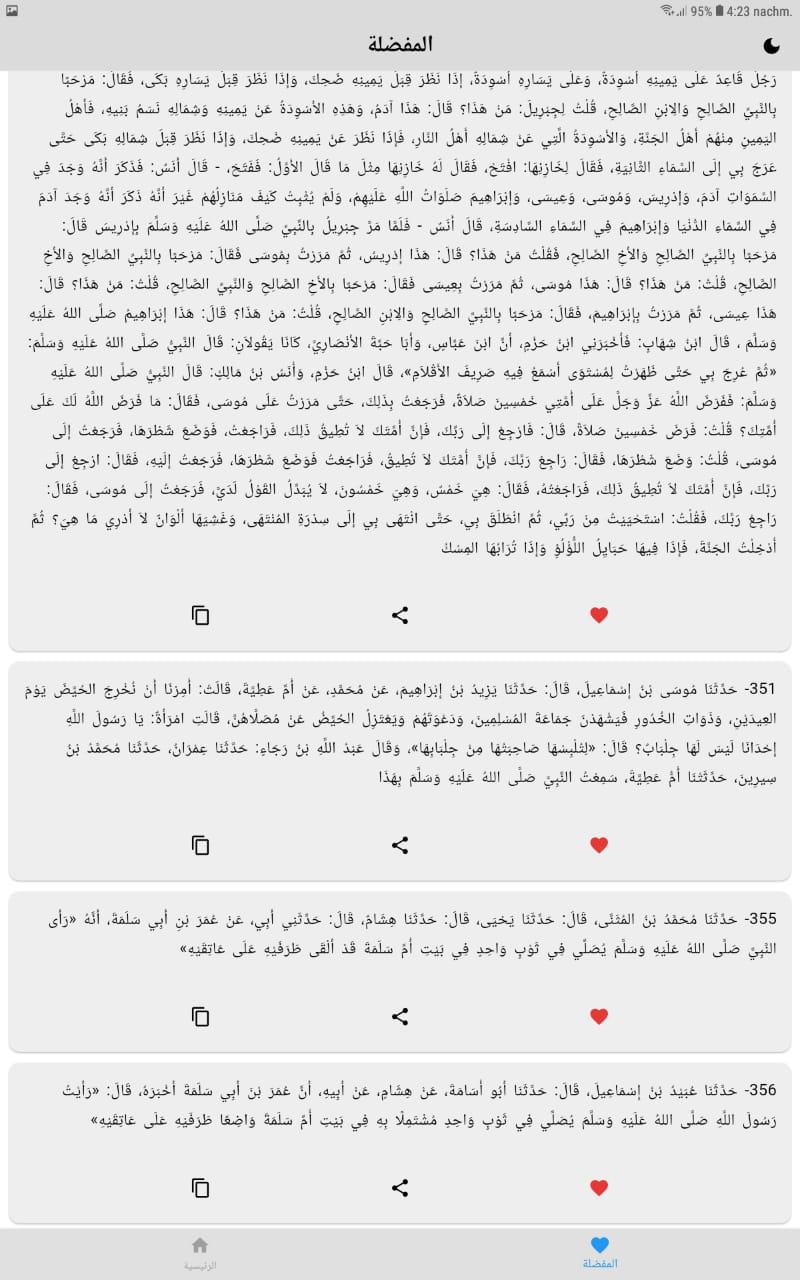 95% 4:23 nachm.
المفضلة
رَجُلٌ قَاعِدٌ عَلَى يَمِينِهِ أَسْوِدَةٌ، وَعَلَى يَسَارِهِ أَسْوِدَةٌ، إِذَا نَظَرَ قِبَلَ يَمِينِهِ ضَحِكَ، وَإِذَا نَظَرَ قِبَلَ يَسَارِهِ بَكَى، فَقَالَ: مَرْحَبًا
بِالنَّبِيِّ الصَّالِحِ وَالِابْنِ الصَّالِحِ، قُلْتُ لِجِبْرِيلَ: مَنْ هَذَا؟ قَالَ: هَذَا آدَمُ، وَهَذِهِ الأَسْوِدَةُ عَنْ يَمِينِهِ وَشِمَالِهِ نَسَمُ بَنِيهِ، فَأَهْلُ
اليَمِينِ مِنْهُمْ أَهْلُ الجَنَّةِ، وَالأَسْوِدَةُ الَّتِي عَنْ شِمَالِهِ أَهْلُ النَّارِ، فَإِذَا نَظَرَ عَنْ يَمِينِهِ ضَحِكَ، وَإِذَا نَظَرَ قِبَلَ شِمَالِهِ بَكَى حَتَّى
عَرَجَ بِي إِلَى السَّمَاءِ الثَّانِيَةِ، فَقَالَ لِخَازِنِهَا: افْتَحْ، فَقَالَ لَهُ خَازِنِهَا مِثْلَ مَا قَالَ الأَوَّلُ: فَفَتَحَ، - قَالَ أَنَسٌ: فَذَكَرَ أَنَّهُ وَجَدَ فِي
السَّمَوَاتِ آدَمَ، وَإِدْرِيسَ، وَمُوسَى، وَعِيسَى، وَإِبْرَاهِيمَ صَلَوَاتُ اللَّهِ عَلَيْهِمْ، وَلَمْ يُثْبِتْ كَيْفَ مَنَازِلُهُمْ غَيْرَ أَنَّهُ ذَكَرَ أَنَّهُ وَجَدَ آدَمَ
فِي السَّمَاءِ الدُّنْيَا وَإِبْرَاهِيمَ فِي السَّمَاءِ السَّادِسَةِ، قَالَ أَنَسٌ - فَلَمَّا مَرَّ جِبْرِيلُ بِالنَّبِيِّ صَلَّى اللهُ عَلَيْهِ وَسَلَّمَ بِإِدْرِيسَ قَالَ:
مَرْحَبًا بِالنَّبِيِّ الصَّالِحِ وَالأَخِ الصَّالِحِ، فَقُلْتُ مَنْ هَذَا؟ قَالَ: هَذَا إِدْرِيسُ، ثُمَّ مَرَرْتُ بِمُوسَى فَقَالَ: مَرْحَبًا بِالنَّبِيِّ الصَّالِحِ وَالأَخِ
الصَّالِحِ، قُلْتُ: مَنْ هَذَا؟ قَالَ: هَذَا مُوسَى، ثُمَّ مَرَرْتُ بِعِيسَى فَقَالَ: مَرْحَبًا بِالأَخِ الصَّالِحِ وَالنَّبِيِّ الصَّالِحِ، قُلْتُ: مَنْ هَذَا؟ قَالَ:
هَذَا عِيسَى، ثُمَّ مَرَرْتُ بِإِبْرَاهِيمَ، فَقَالَ: مَرْحَبًا بِالنَّبِيِّ الصَّالِحِ وَالِابْنِ الصَّالِحِ، قُلْتُ: مَنْ هَذَا؟ قَالَ: هَذَا إِبْرَاهِيمُ صَلَّى اللهُ عَلَيْهِ
وَسَلَّمَ ، قَالَ ابْنُ شِهَابٍ: فَأَخْبَرَنِي ابْنُ حَزْمٍ، أَنَّ ابْنَ عَبَّاسٍ، وَأَبَا حَبَّةَ الأَنْصَارِيَّ، كَانَا يَقُولاَنِ: قَالَ النَّبِيُّ صَلَّى اللهُ عَلَيْهِ وَسَلَّمَ:
«ثُمَّ عُرِجَ بِي حَتَّى ظَهَرْتُ لِمُسْتَوَى أَسْمَعُ فِيهِ صَرِيفَ الأَقْلاَمِ»، قَالَ ابْنُ حَزْمٍ، وَأَنَسُ بْنُ مَالِكٍ: قَالَ النَّبِيُّ صَلَّى اللهُ عَلَيْهِ
وَسَلَّمَ: فَفَرَضَ اللَّهُ عَزَّ وَجَلَّ عَلَى أُمَّتِي خَمْسِينَ صَلاَةً، فَرَجَعْتُ بِذَلِكَ، حَتَّى مَرَرْتُ عَلَى مُوسَى، فَقَالَ: مَا فَرَضَ اللَّهُ لَكَ عَلَى
أُمَّتِكَ؟ قُلْتُ: فَرَضَ خَمْسِينَ صَلاَةً، قَالَ: فَارْجِعْ إِلَى رَبِّكَ، فَإِنَّ أُمَّتَكَ لاَ تُطِيقُ ذَلِكَ، فَرَاجَعْتُ، فَوَضَعَ شَطْرَهَا، فَرَجَعْتُ إِلَى
مُوسَى، قُلْتُ: وَضَعَ شَطْرَهَا، فَقَالَ: رَاجِعْ رَبَّكَ، فَإِنَّ أُمَّتَكَ لاَ تُطِيقُ، فَرَاجَعْتُ فَوَضَعَ شَطْرَهَا، فَرَجَعْتُ إِلَيْهِ، فَقَالَ: ارْجِعْ إِلَى
رَبِّكَ، فَإِنَّ أُمَّتَكَ لاَ تُطِيقُ ذَلِكَ، فَرَاجَعْتُهُ، فَقَالَ: هِيَ خَمْسٌ، وَهِيَ خَمْسُونَ، لاَ يُبَدَّلُ القَوْلُ لَدَيَّ، فَرَجَعْتُ إِلَى مُوسَى، فَقَالَ:
رَاجِعْ رَبَّكَ، فَقُلْتُ: اسْتَحْيَيْتُ مِنْ رَبِّي، ثُمَّ انْطَلَقَ بِي، حَتَّى انْتَهَى بِي إِلَى سِدْرَةِ المُنْتَهَى، وَغَشِيَهَا أَلْوَانٌ لاَ أَدْرِي مَا هِيَ؟ ثُمَّ
أُدْخِلْتُ الجَنَّةَ، فَإِذَا فِيهَا حَبَايِلُ اللُّؤْلُؤِ وَإِذَا تُرَابُهَا المِسْكُ
351- حَدَّثَنَا مُوسَى بْنُ إِسْمَاعِيلَ، قَالَ: حَدَّثَنَا يَزِيدُ بْنُ إِبْرَاهِيمَ، عَنْ مُحَمَّدٍ، عَنْ أُمِّ عَطِيَّةَ، قَالَتْ: أُمِرْنَا أَنْ نُخْرِجَ الحُيَّضَ يَوْمَ
العِيدَيْنِ، وَذَوَاتِ الخُدُورِ فَيَشْهَدْنَ جَمَاعَةَ المُسْلِمِينَ، وَدَعْوَتَهُمْ وَيَعْتَزِلُ الحُيَّضُ عَنْ مُصَلَّاهُنَّ، قَالَتِ امْرَأَةٌ: يَا رَسُولَ اللَّهِ
إِحْدَانَا لَيْسَ لَهَا جِلْبَابٌ؟ قَالَ: «لِتُلْبِسْهَا صَاحِبَتُهَا مِنْ جِلْبَابِهَا»، وَقَالَ عَبْدُ اللَّهِ بْنُ رَجَاءٍ: حَدَّثَنَا عِمْرَانُ، حَدَّثَنَا مُحَمَّدُ بْنُ
سِيرِينَ، حَدَّثَتْنَا أُمُّ عَطِيَّةَ، سَمِعْتُ النَّبِيَّ صَلَّى اللهُ عَلَيْهِ وَسَلَّمَ بِهَذَا
355- حَدَّثَنَا مُحَمَّدُ بْنُ المُثَنَّى، قَالَ: حَدَّثَنَا يَحْيَى، قَالَ: حَدَّثَنَا هِشَامٌ، قَالَ: حَدَّثَنِي أَبِي، عَنْ عُمَرَ بْنِ أَبِي سَلَمَةَ، أَنَّهُ «رَأَى
النَّبِيَّ صَلَّى اللهُ عَلَيْهِ وَسَلَّمَ يُصَلِّي فِي ثَوْبٍ وَاحِدٍ فِي بَيْتِ أُمِّ سَلَمَةَ قَدْ أَلْقَى طَرَفَيْهِ عَلَى عَاتِقَيْهِ»
356- حَدَّثَنَا عُبَيْدُ بْنُ إِسْمَاعِيلَ، قَالَ: حَدَّثَنَا أَبُو أُسَامَةَ، عَنْ هِشَامٍ، عَنْ أَبِيهِ، أَنَّ عُمَرَ بْنَ أَبِي سَلَمَةَ أَخْبَرَهُ، قَالَ: «رَأَيْتُ
رَسُولَ اللَّهِ صَلَّى اللهُ عَلَيْهِ وَسَلَّمَ يُصَلِّي فِي ثَوْبٍ وَاحِدٍ مُشْتَمِلًا بِهِ فِي بَيْتِ أُمِّ سَلَمَةَ وَاضِعًا طَرَفَيْهِ عَلَى عَاتِقَيْهِ»
المفضلة
الرئيسية